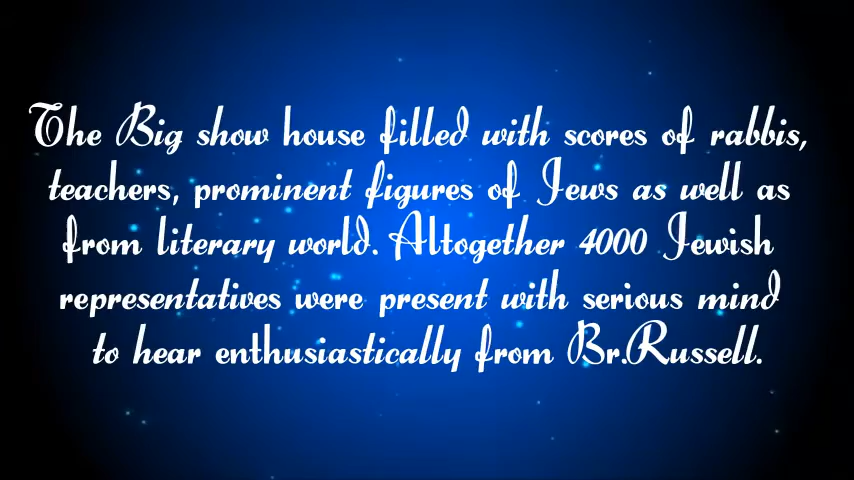 The Big show house filled with scores of rabbis,
teachers, prominent figures of Jews as well as
from literary world. Altogether 4000 Jewish
representatives were present with serious mind
to hear enthusiastically from Br.Russell.